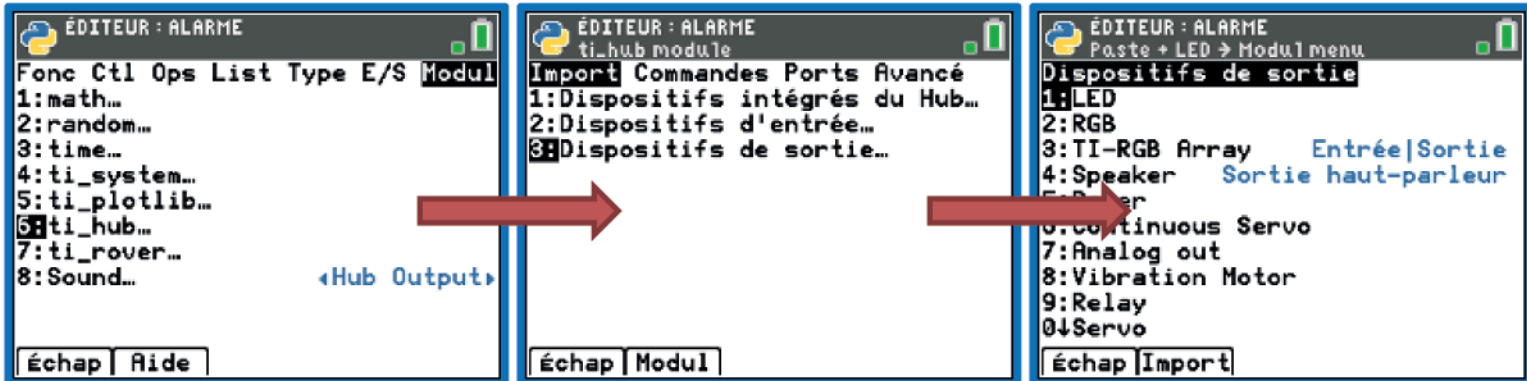 ÉDITEUR : ALARME
Fonc Ctl Ops List Type E/S Modul
1:math…
2:random…
3:time…
4:ti_system…
5:ti_plotlib…
6:ti_hub…
7:ti_rover…
8:Sound… ◂Hub Output▸
Échap Aide
ÉDITEUR : ALARME
ti_hub module
Import Commandes Ports Avancé
1:Dispositifs intégrés du Hub…
2:Dispositifs d'entrée…
3:Dispositifs de sortie…
Échap Modul
ÉDITEUR : ALARME
Paste + LED → Modul menu
Dispositifs de sortie
1:LED
2:RGB
3:TI-RGB Array Entrée|Sortie
4:Speaker Sortie haut-parleur
6:Continuous Servo
7:Analog out
8:Vibration Motor
9:Relay
0↓Servo
Échap Import